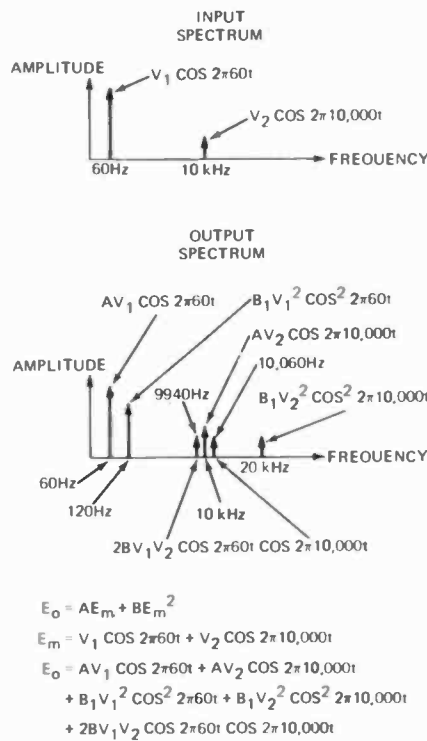 INPUT
SPECTRUM
AMPLITUDE
V₁ COS 2π60t
V₂ COS 2π10,000t
FREQUENCY
60Hz
10 kHz
OUTPUT
SPECTRUM
AV₁ COS 2π60t
B₁V₁² COS² 2π60t
AV₂ COS 2π10,000t
AMPLITUDE
9940Hz
10,060Hz
B₁V₂² COS² 2π10,000t
FREQUENCY
60Hz
20 kHz
120Hz
10 kHz
2BV₁V₂ COS 2π60t COS 2π10,000t
E₀ = AEₘ + BEₘ²
Eₘ = V₁ COS 2π60t + V₂ COS 2π10,000t
E₀ = AV₁ COS 2π60t + AV₂ COS 2π10,000t
+ B₁V₁² COS² 2π60t + B₁V₂² COS² 2π10,000t
+ 2BV₁V₂ COS 2π60t COS 2π10,000t